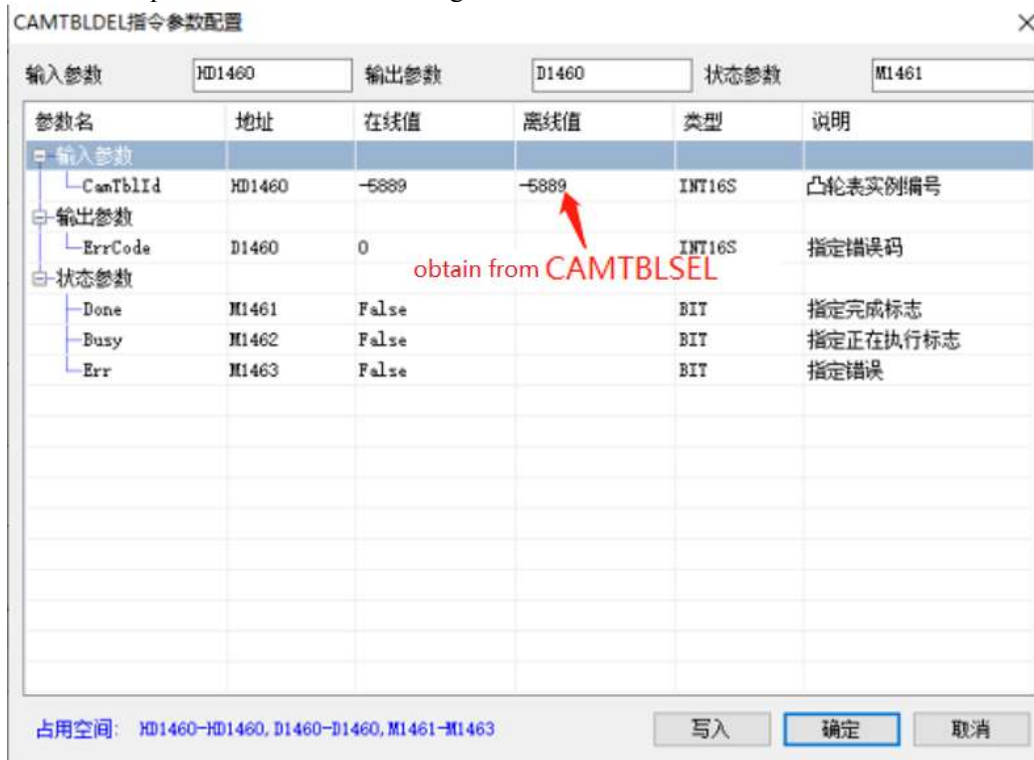 CAMTBLDEL指令参数配置
输入参数 HD1460 输出参数 D1460 状态参数 M1461
参数名 地址 在线值 离线值 类型 说明
输入参数
CamTblId HD1460 -5889 -5889 INT16S 凸轮表实例编号
输出参数
ErrCode D1460 0 INT16S 指定错误码
obtain from CAMTBLSEL
状态参数
Done M1461 False BIT 指定完成标志
Busy M1462 False BIT 指定正在执行标志
Err M1463 False BIT 指定错误
占用空间: HD1460-HD1460, D1460-D1460, M1461-M1463 写入 确定 取消